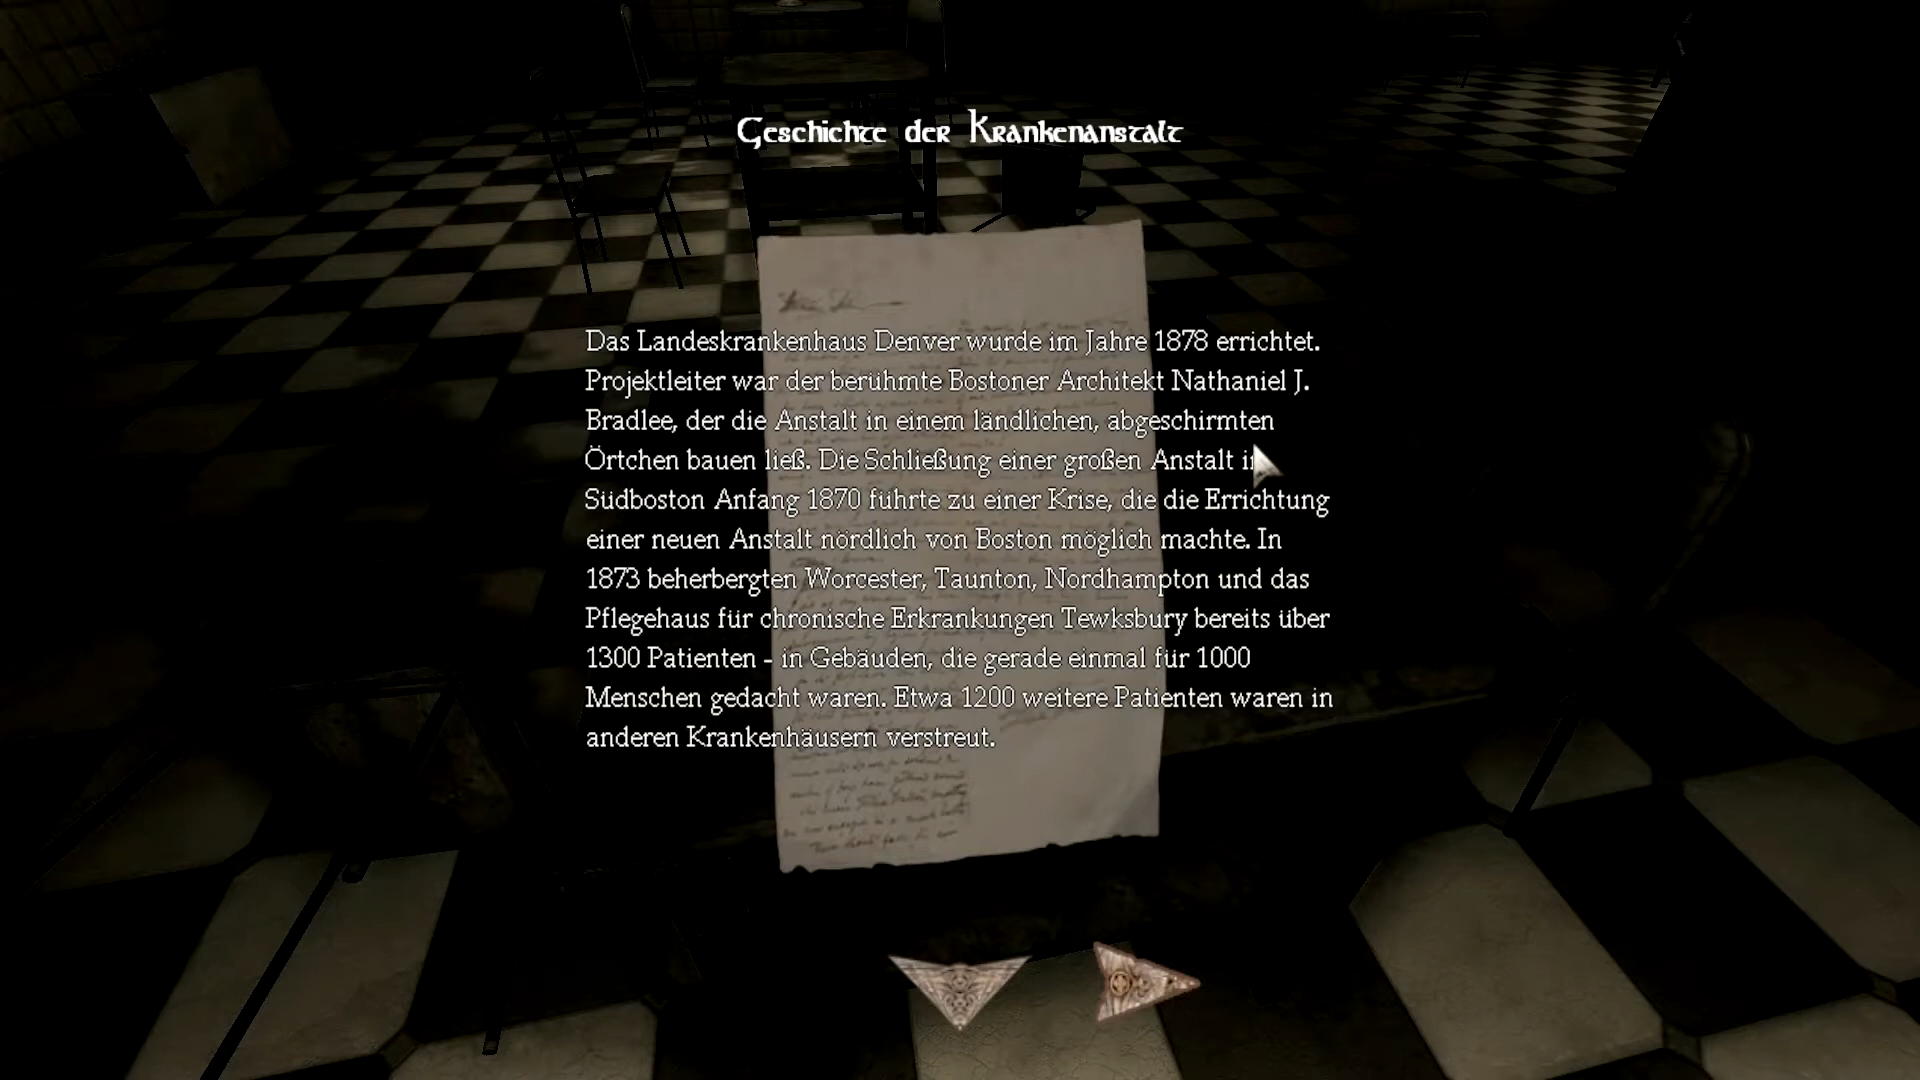 Geschichte der Krankenanstalt
Das Landeskrankenhaus Denver wurde im Jahre 1878 errichtet.
Projektleiter war der berühmte Bostoner Architekt Nathaniel J.
Bradlee, der die Anstalt in einem ländlichen, abgeschirmten
Örtchen bauen ließ. Die Schließung einer großen Anstalt
Südboston Anfang 1870 führte zu einer Krise, die die Errichtung
einer neuen Anstalt nördlich von Boston möglich machte. In
1873 beherbergten Worcester, Taunton, Nordhampton und das
Pflegehaus für chronische Erkrankungen Tewksbury bereits über
1300 Patienten - in Gebäuden, die gerade einmal für 1000
Menschen gedacht waren. Etwa 1200 weitere Patienten waren in
anderen Krankenhäusern verstreut.